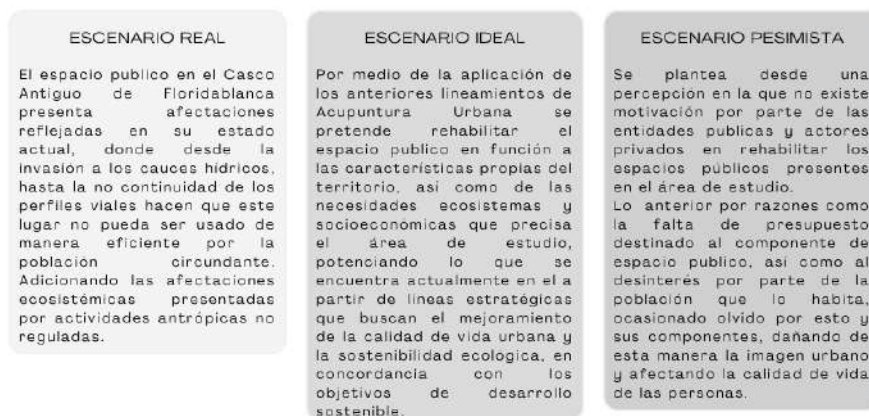 ESCENARIO REAL
El espacio publico en el Casco
Antiguo de Floridablanca
presenta afectaciones
reflejadas en su estado
actual, donde desde la
invasión a los cauces hídricos,
hasta la no continuidad de los
perfiles viales hacen que este
lugar no pueda ser usado de
manera eficiente por la
población circundante.
Adicionando las afectaciones
ecosistémicas presentadas
por actividades antrópicas no
reguladas.
ESCENARIO IDEAL
Por medio de la aplicación de
los anteriores lineamientos de
Acupuntura Urbana se
pretende rehabilitar el
espacio publico en función a
las características propias del
territorio, así como de las
necesidades ecosistemas y
socioeconómicas que precisa
el área de estudio,
potenciando lo que se
encuentra actualmente en el a
partir de líneas estratégicas
que buscan el mejoramiento
de la calidad de vida urbana y
la sostenibilidad ecológica, en
concordancia con los
objetivos de desarrollo
sostenible.
ESCENARIO PESIMISTA
Se plantea desde una
percepción en la que no existe
motivación por parte de las
entidades publicas y actores
privados en rehabilitar los
espacios públicos presentes
en el área de estudio.
Lo anterior por razones como
la falta de presupuesto
destinado al componente de
espacio publico, así como al
desinterés por parte de la
población que lo habita,
ocasionado olvido por esto y
sus componentes, dañando de
esta manera la imagen urbano
y afectando la calidad de vida
de las personas.